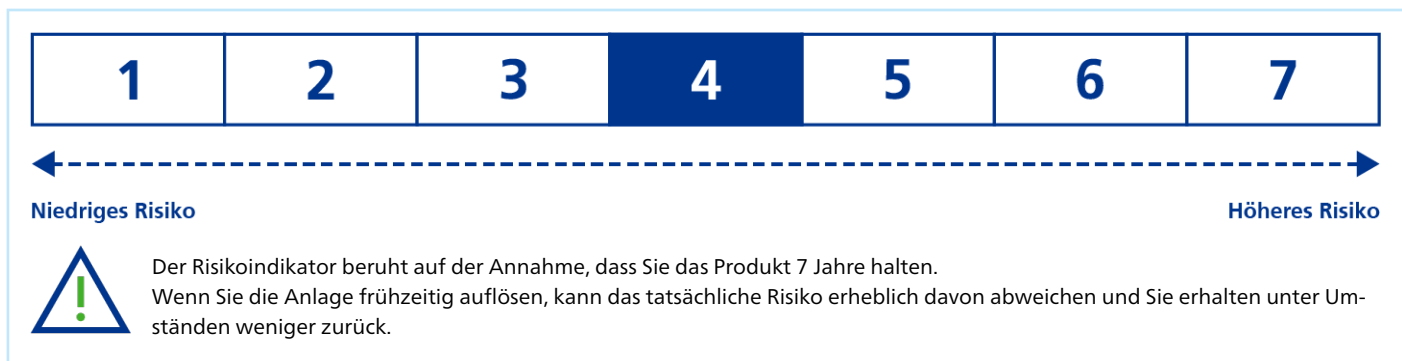 1 2 3 4 5 6 7
Niedriges Risiko Höheres Risiko
Der Risikoindikator beruht auf der Annahme, dass Sie das Produkt 7 Jahre halten.
Wenn Sie die Anlage frühzeitig auflösen, kann das tatsächliche Risiko erheblich davon abweichen und Sie erhalten unter Um-
ständen weniger zurück.